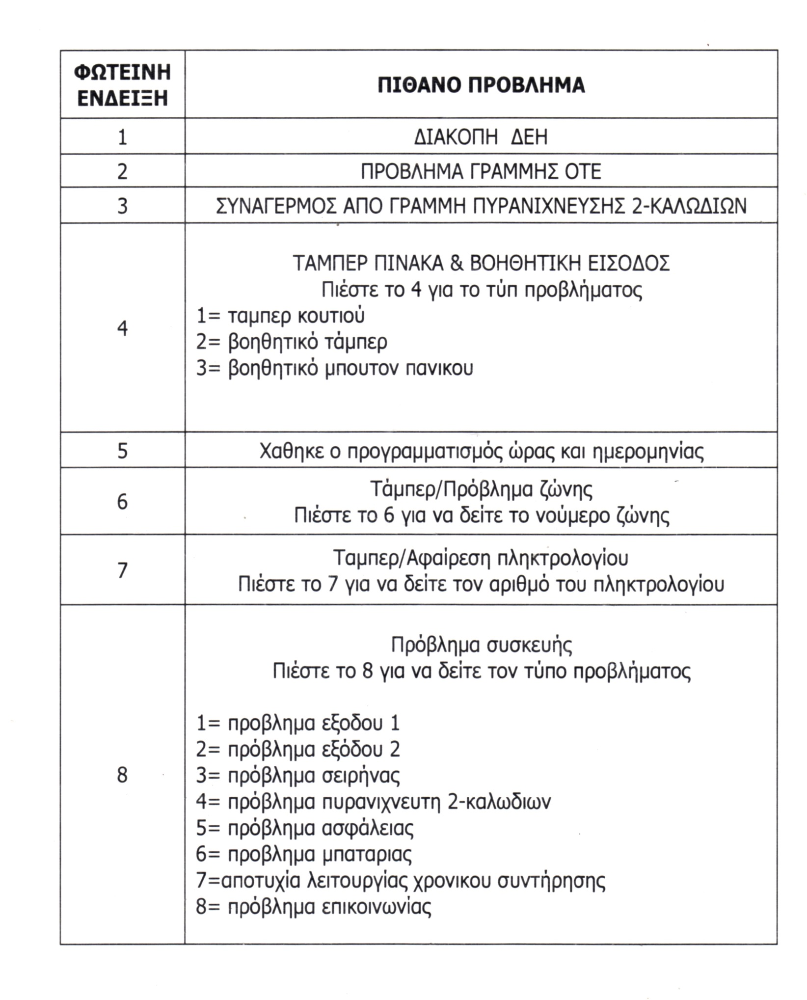 ΦΩΤΕΙΝΗ
ΕΝΔΕΙΞΗ
ΠΙΘΑΝΟ ΠΡΟΒΛΗΜΑ
1
ΔΙΑΚΟΠΗ ΔΕΗ
2
ΠΡΟΒΛΗΜΑ ΓΡΑΜΜΗΣ ΟΤΕ
3
ΣΥΝΑΓΕΡΜΟΣ ΑΠΟ ΓΡΑΜΜΗ ΠΥΡΑΝΙΧΝΕΥΣΗΣ 2-ΚΑΛΩΔΙΩΝ
4
ΤΑΜΠΕΡ ΠΙΝΑΚΑ & ΒΟΗΘΗΤΙΚΗ ΕΙΣΟΔΟΣ
Πιέστε το 4 για το τύπ προβλήματος
1= ταμπερ κουτιού
2= βοηθητικό τάμπερ
3= βοηθητικό μπουτον πανικου
5
Χαθηκε ο προγραμματισμός ώρας και ημερομηνίας
6
Τάμπερ/Πρόβλημα ζώνης
Πιέστε το 6 για να δείτε το νούμερο ζώνης
7
Ταμπερ/Αφαίρεση πληκτρολογίου
Πιέστε το 7 για να δείτε τον αριθμό του πληκτρολογίου
8
Πρόβλημα συσκευής
Πιέστε το 8 για να δείτε τον τύπο προβλήματος
1= προβλημα εξοδου 1
2= πρόβλημα εξόδου 2
3= πρόβλημα σειρήνας
4= πρόβλημα πυρανιχνευτη 2-καλωδιων
5= πρόβλημα ασφάλειας
6= προβλημα μπαταριας
7=αποτυχία λειτουργίας χρονικου συντήρησης
8= πρόβλημα επικοινωνίας